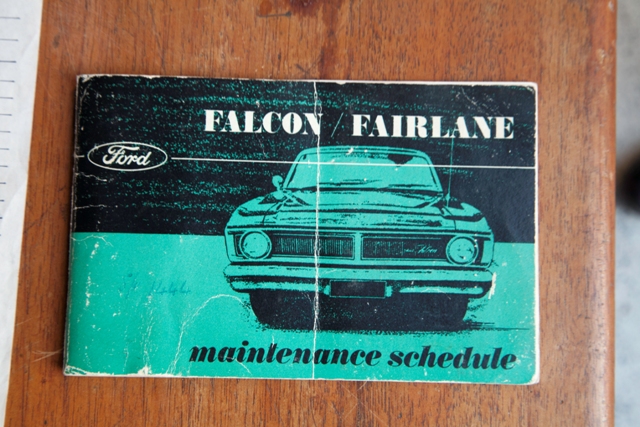 FALCON / FAIRLANE
Ford
maintenance schedule